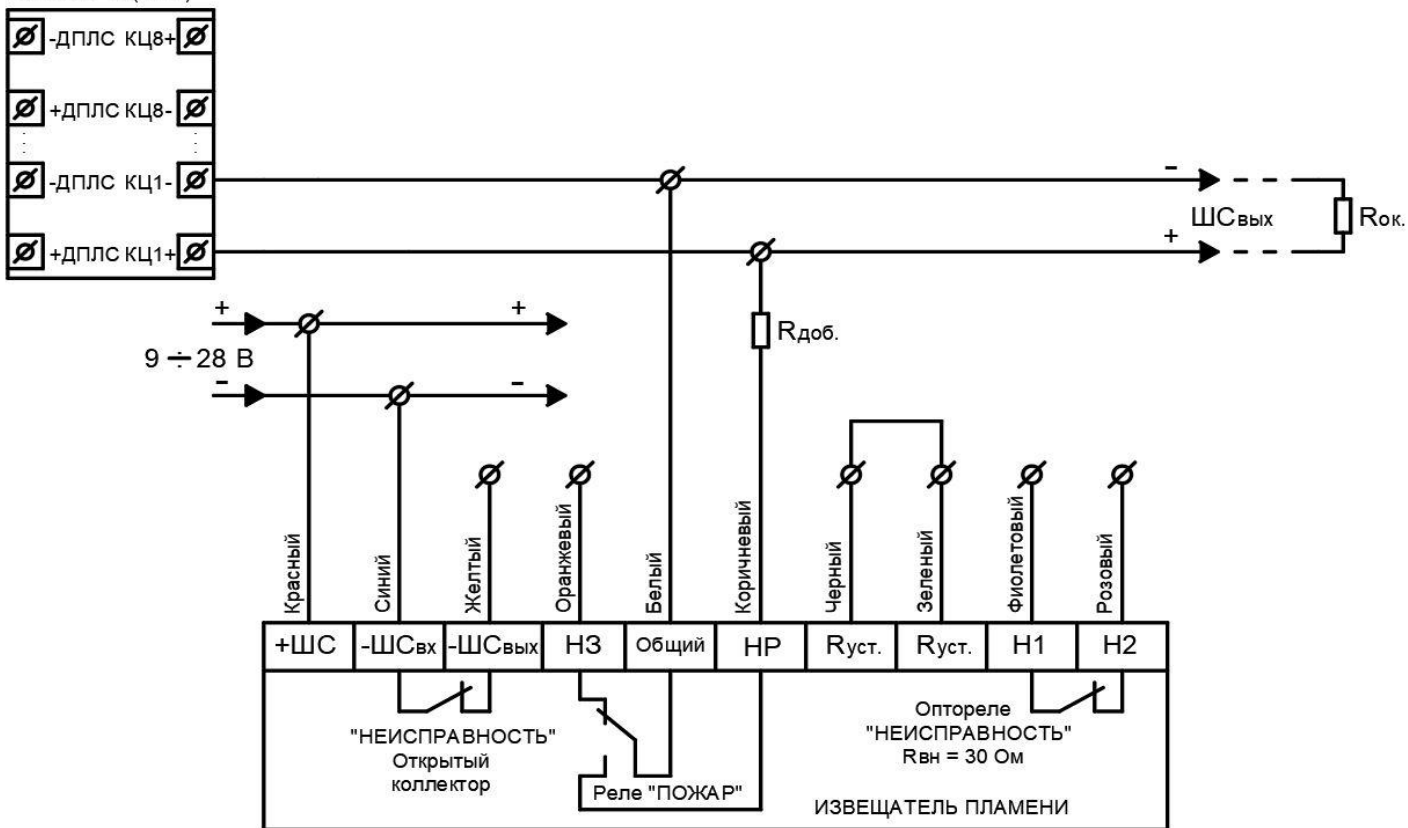 -ДПЛС КЦ8+
+ДПЛС КЦ8-
-ДПЛС КЦ1-
+ДПЛС КЦ1+
-
ШСвых
+
Rок.
+ +
9 ÷ 28 В
- -
Rдоб.
Красный
Синий
Желтый
Оранжевый
Белый
Коричневый
Черный
Зеленый
Фиолетовый
Розовый
+ШС
-ШСвх
-ШСвых
НЗ
Общий
НР
Rуст.
Rуст.
Н1
Н2
"НЕИСПРАВНОСТЬ"
Открытый
коллектор
Реле "ПОЖАР"
Оптореле
"НЕИСПРАВНОСТЬ"
Rвн = 30 Ом
ИЗВЕЩАТЕЛЬ ПЛАМЕНИ